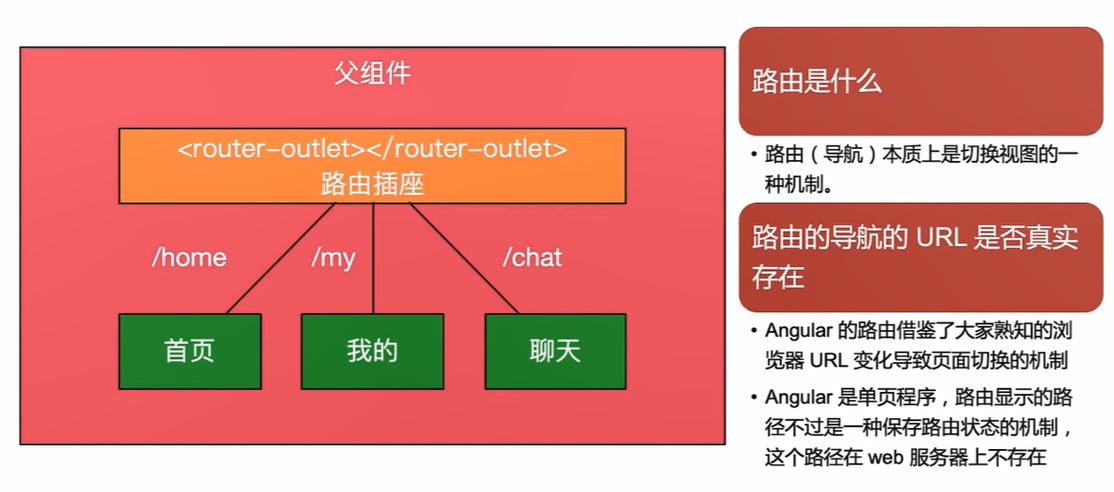 父组件
<router-outlet></router-outlet>
路由插座
/home
/my
/chat
首页
我的
聊天
路由是什么
• 路由（导航）本质上是切换视图的一
种机制。
路由的导航的 URL 是否真实
存在
• Angular 的路由借鉴了大家熟知的浏
览器 URL 变化导致页面切换的机制
• Angular 是单页程序，路由显示的路
径不过是一种保存路由状态的机制，
这个路径在 web 服务器上不存在